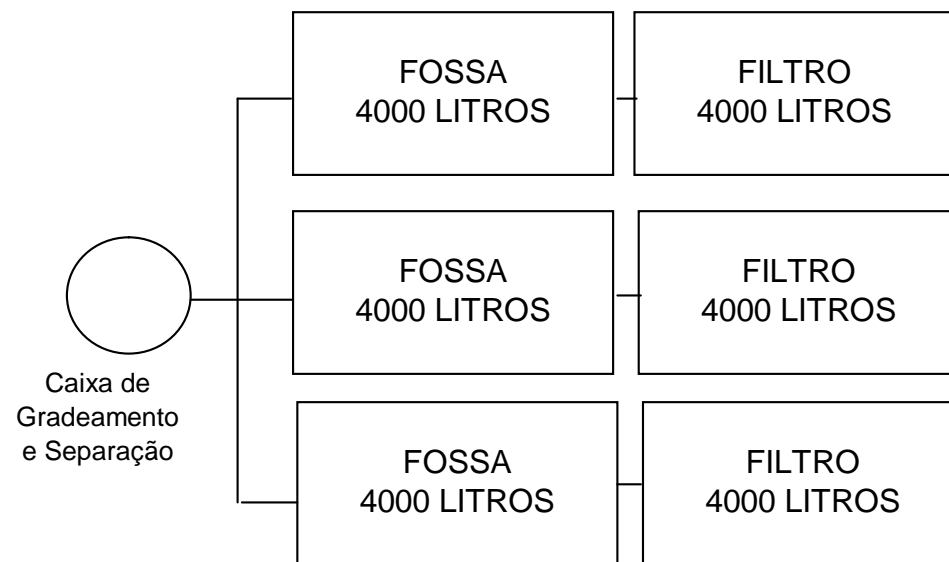 FOSSA
4000 LITROS
FILTRO
4000 LITROS
FOSSA
4000 LITROS
FILTRO
4000 LITROS
Caixa de
Gradeamento
e Separação
FOSSA
4000 LITROS
FILTRO
4000 LITROS